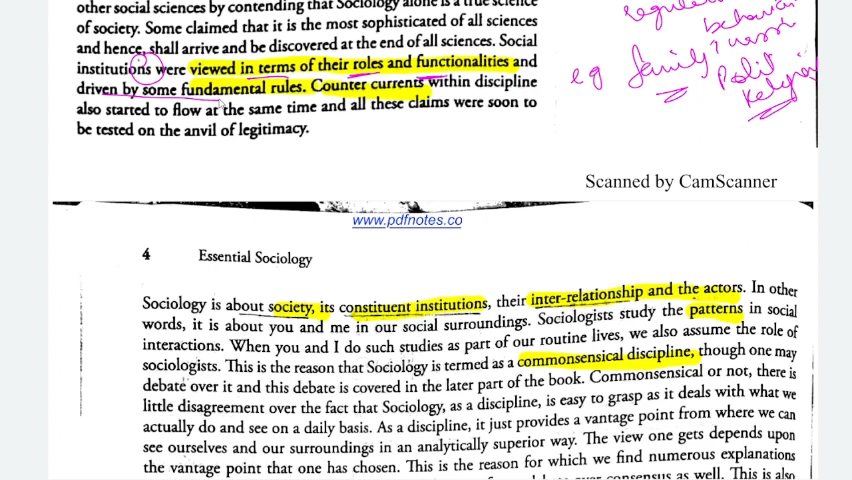 other social sciences by contending that Sociology alone is a true science
of society. Some claimed that it is the most sophisticated of all sciences
and hence, shall arrive and be discovered at the end of all sciences. Social
institutions were viewed in terms of their roles and functionalities and
driven by some fundamental rules. Counter currents within discipline
also started to flow at the same time and all these claims were soon to
be tested on the anvil of legitimacy.
behaviour
eg family
Polit
Scanned by CamScanner
www.pdfnotes.co
4 Essential Sociology
Sociology is about society, its constituent institutions, their inter-relationship and the actors. In other
words, it is about you and me in our social surroundings. Sociologists study the patterns in social
interactions. When you and I do such studies as part of our routine lives, we also assume the role of
sociologists. This is the reason that Sociology is termed as a commonsensical discipline, though one may
debate over it and this debate is covered in the later part of the book. Commonsensical or not, there is
little disagreement over the fact that Sociology, as a discipline, is easy to grasp as it deals with what we
actually do and see on a daily basis. As a discipline, it just provides a vantage point from where we can
see ourselves and our surroundings in an analytically superior way. The view one gets depends upon
the vantage point that one has chosen. This is the reason for which we find numerous explanations
consensus as well. This is also